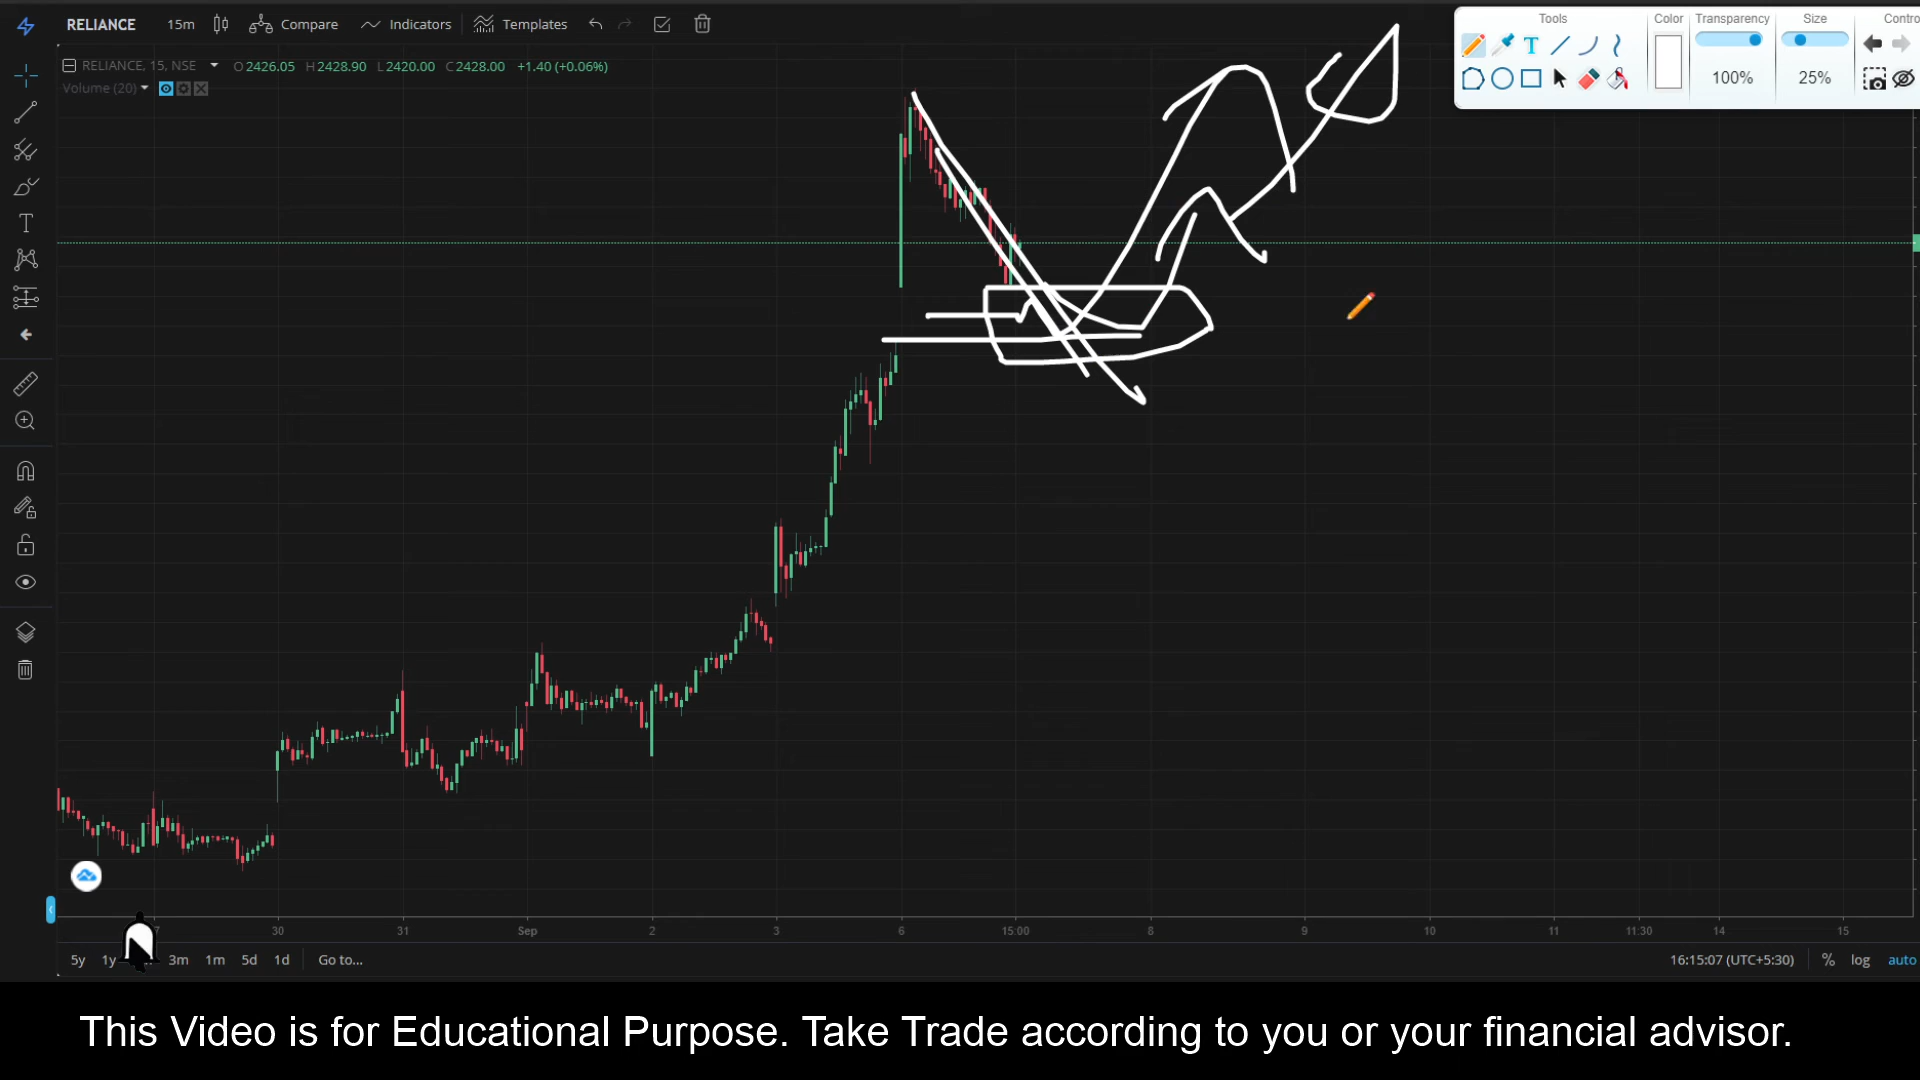 RELIANCE 15m Compare Indicators Templates
Tools Color Transparency Size Contro
100% 25%
RELIANCE, 15, NSE O2426.05 H2428.90 L2420.00 C2428.00 +1.40 (+0.06%)
Volume (20)
7 30 31 Sep 2 3 6 15:00 8 9 10 11 11:30 14 15
5y 1y 3m 1m 5d 1d Go to... 16:15:07 (UTC+5:30) % log auto
This Video is for Educational Purpose. Take Trade according to you or your financial advisor.